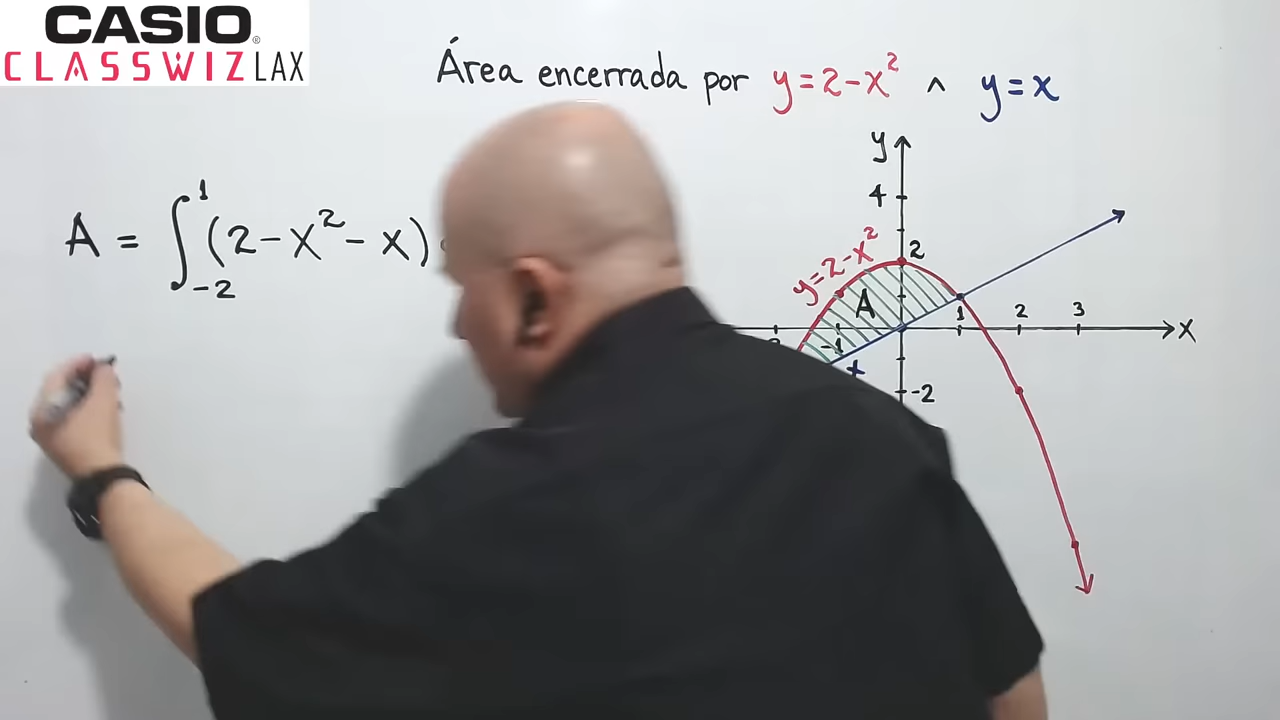 CASIO®
CLASSWIZ LAX
Área encerrada por y=2-x² ∧ y=x
A = ∫₋₂¹ (2-x²-x)
y
4
y=2-x²
2
A
-1
1
2
3
x
x
-2